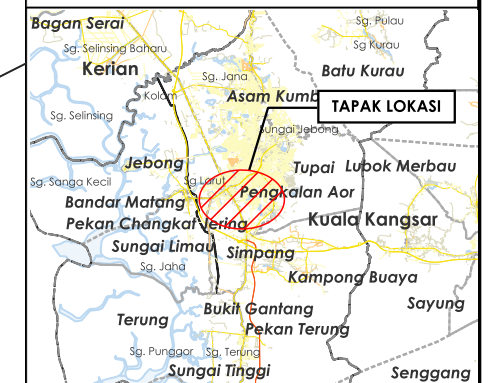 Bagan Serai
Sg. Pulau
Sg. Selinsing Baharu
Sg Kurau
Kerian
Batu Kurau
Sg. Jana
Kolam
Asam Kumb
TAPAK LOKASI
Sg. Selinsing
Sungai Jebong
Jebong
Tupai
Lubok Merbau
Sg. Sanga Kecil
Sg Larut
Pengkalan Aor
Bandar Matang
Kuala Kangsar
Pekan Changkat Jering
Sungai Limau
Simpang
Sg. Jaha
Kampong Buaya
Sayung
Bukit Gantang
Terung
Pekan Terung
Sg. Punggor
Sg. Terung
Sungai Tinggi
Senggang